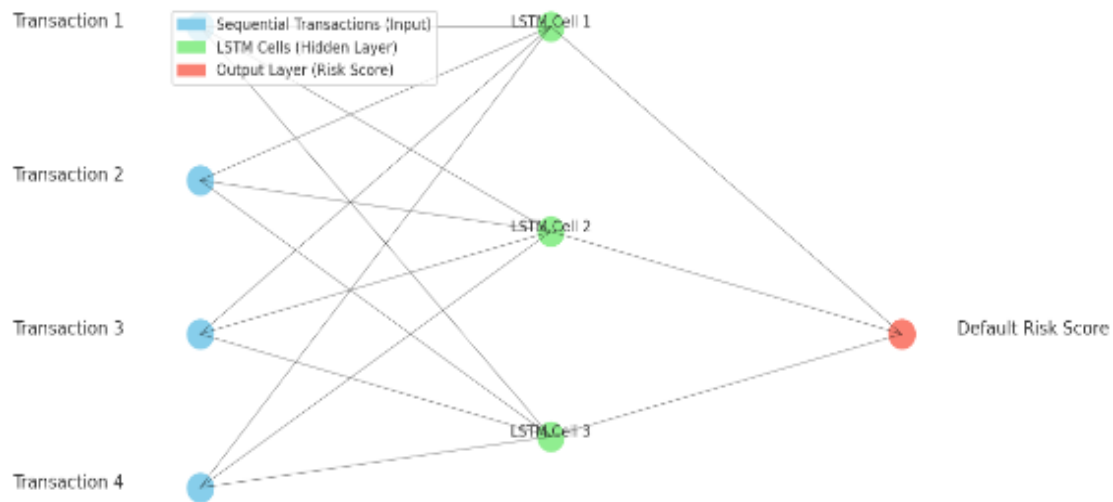 Transaction 1
Sequential Transactions (Input)
LSTM Cells (Hidden Layer)
Output Layer (Risk Score)
LSTM Cell 1
Transaction 2
LSTM Cell 2
Transaction 3
Default Risk Score
LSTM Cell 3
Transaction 4